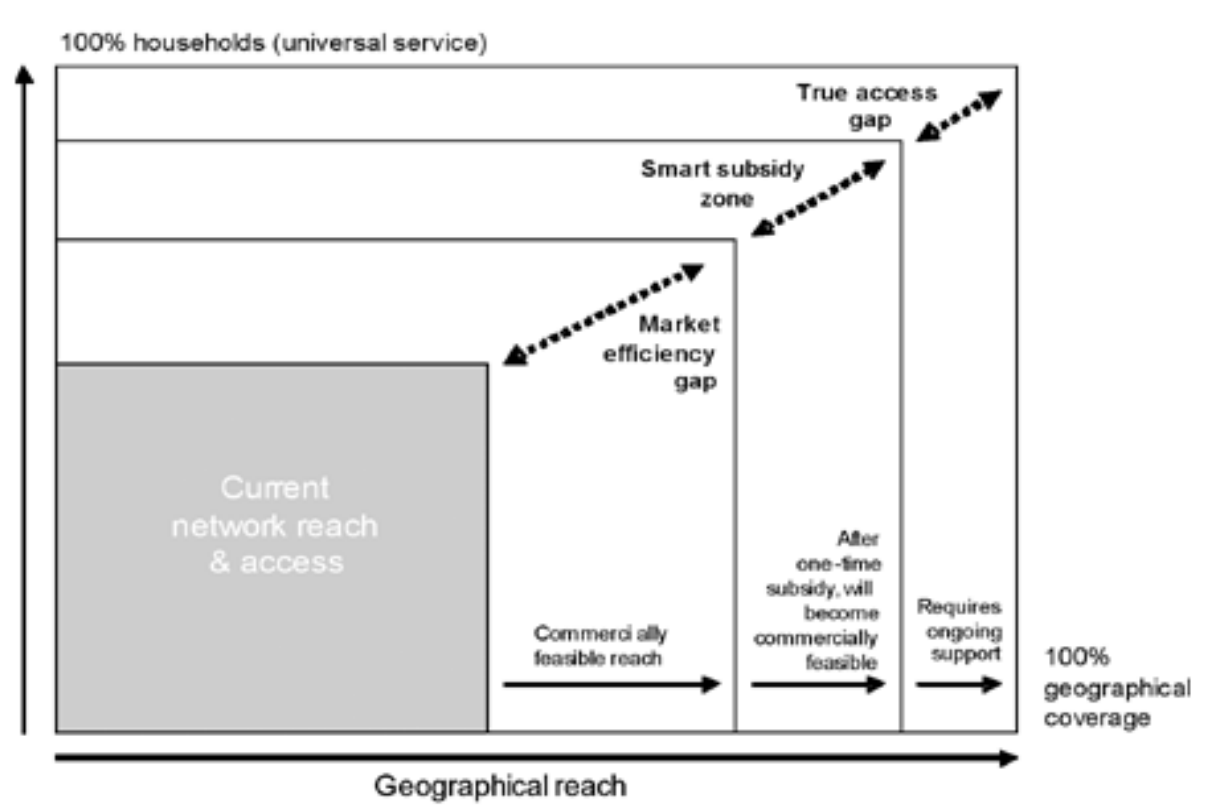 100% households (universal service)
True access
gap
Smart subsidy
zone
Market
efficiency
gap
Current
network reach
& access
Commercially
feasible reach
After
one-time
subsidy, will
become
commercially
feasible
Requires
ongoing
support
100%
geographical
coverage
Geographical reach